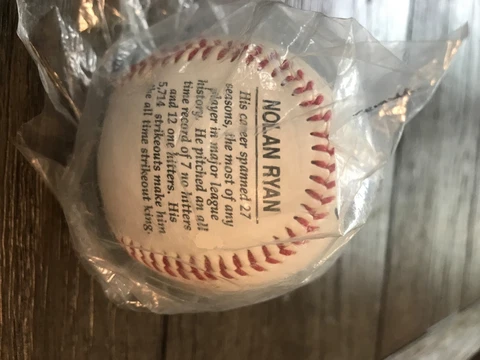 NOLAN RYAN
His career spanned 27
seasons, the most of any
player in major league
history. He pitched an all
time record of 7 no hitters
and 12 one hitters. His
5,714 strikeouts make him
the all time strikeout king.